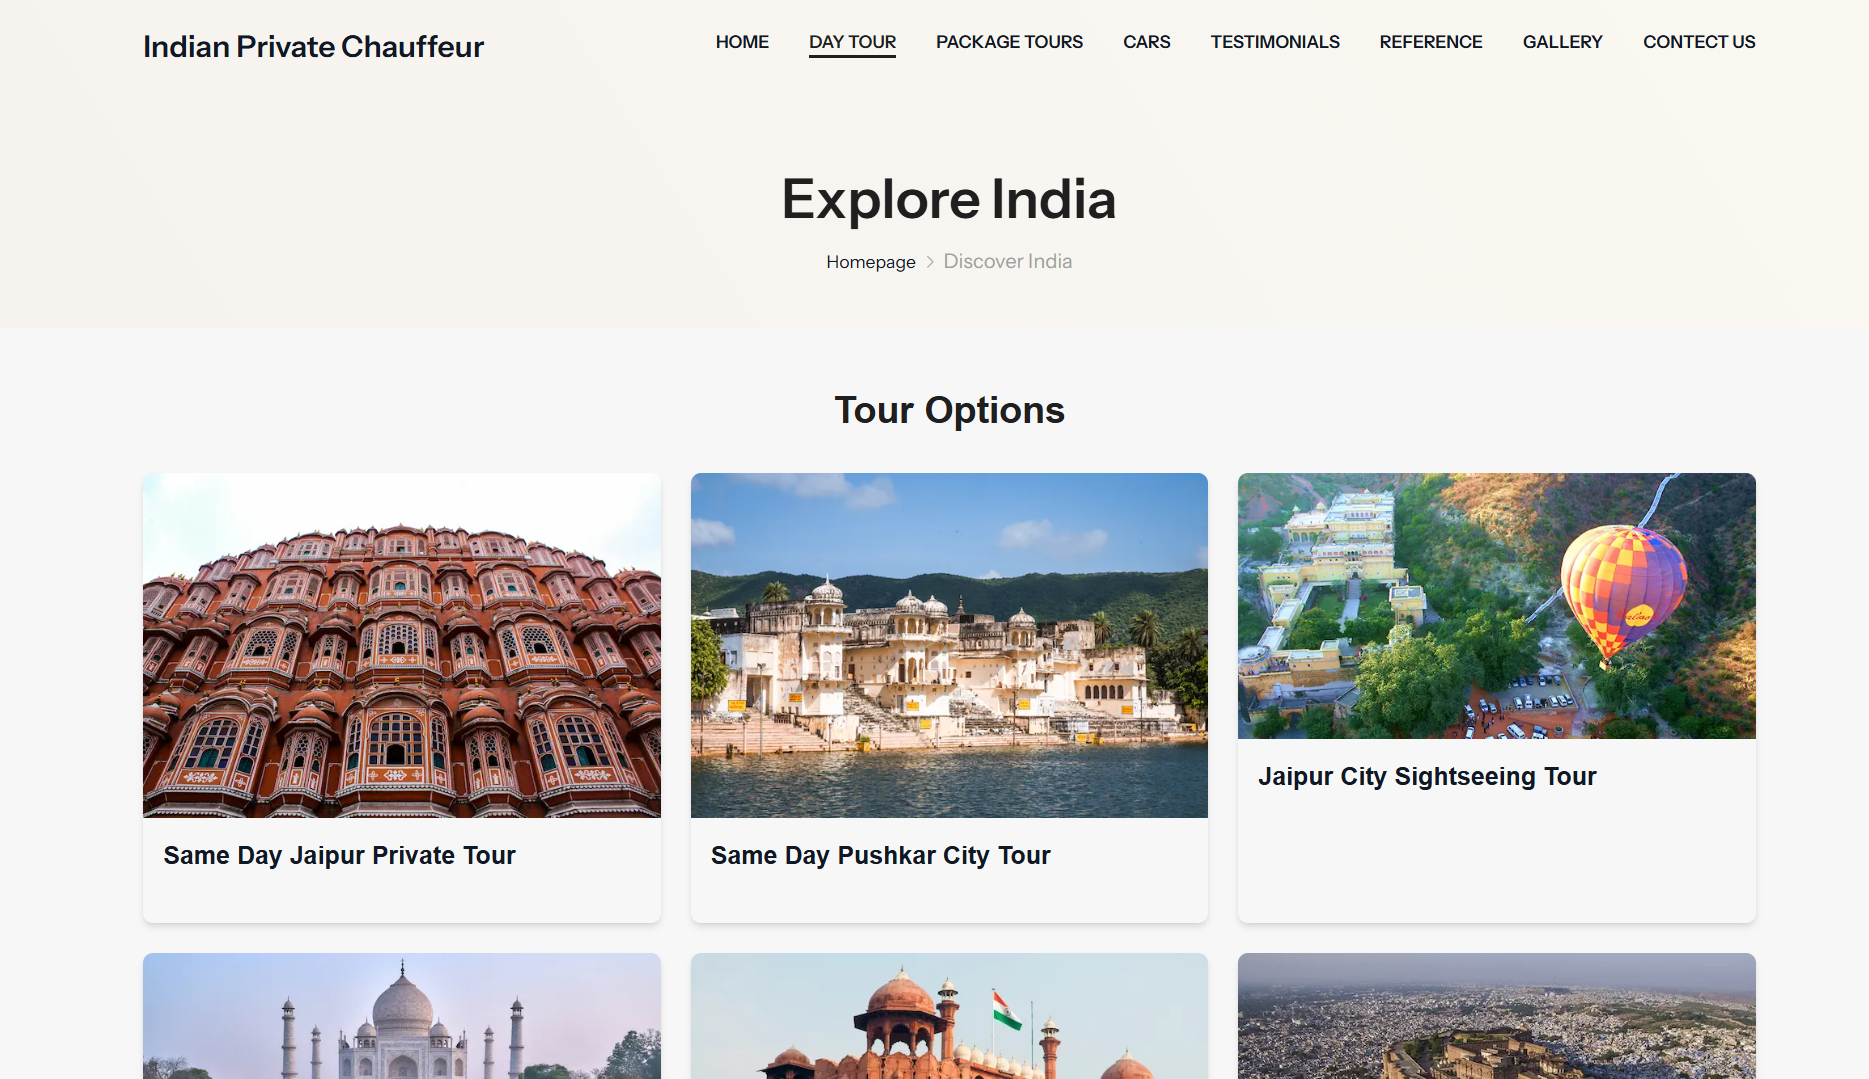 Indian Private Chauffeur
HOME DAY TOUR PACKAGE TOURS CARS TESTIMONIALS REFERENCE GALLERY CONTECT US
Explore India
Homepage > Discover India
Tour Options
Same Day Jaipur Private Tour
Same Day Pushkar City Tour
Jaipur City Sightseeing Tour